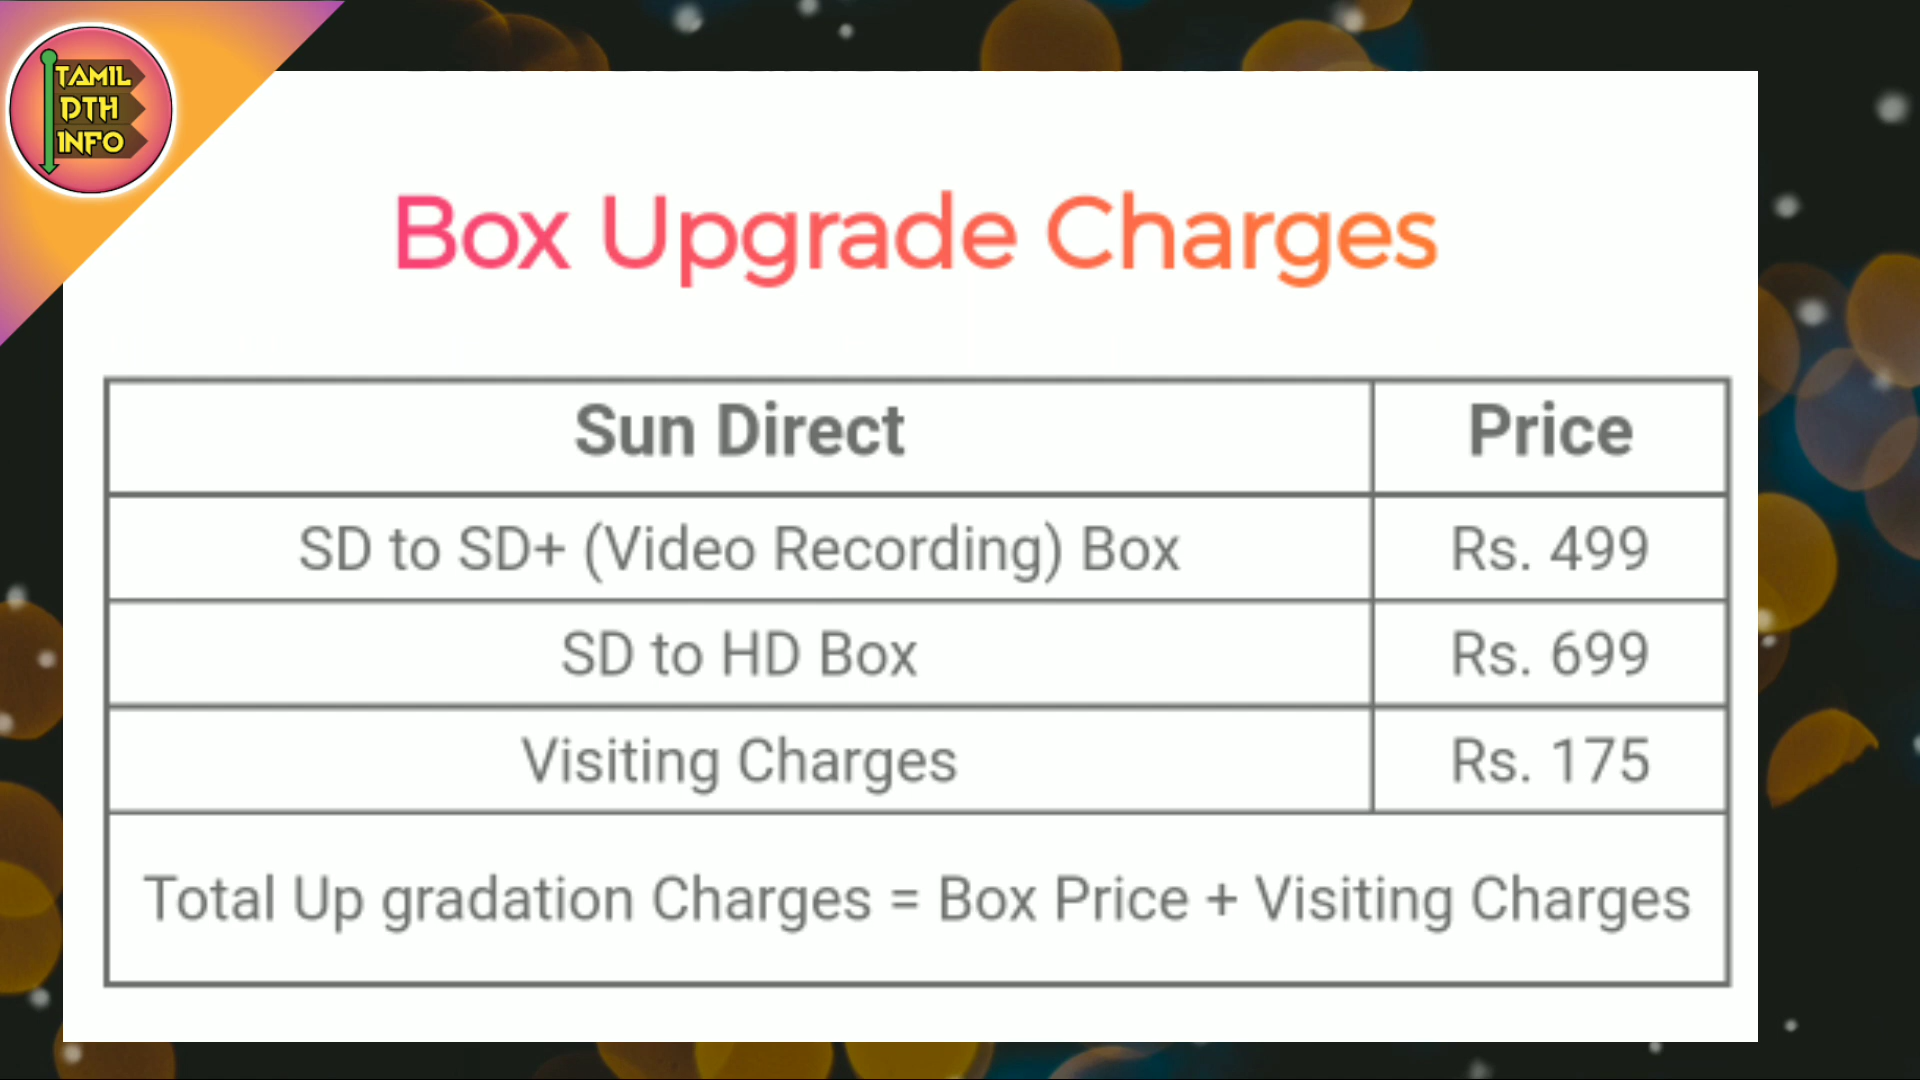 TAMIL
DTH
INFO
Box Upgrade Charges
Sun Direct Price
SD to SD+ (Video Recording) Box Rs. 499
SD to HD Box Rs. 699
Visiting Charges Rs. 175
Total Up gradation Charges = Box Price + Visiting Charges